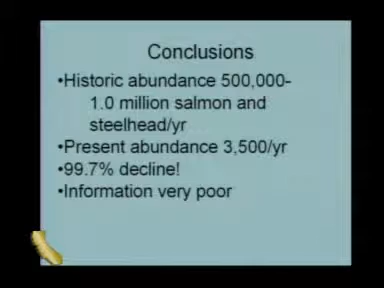 Conclusions
•Historic abundance 500,000-
1.0 million salmon and
steelhead/yr
•Present abundance 3,500/yr
•99.7% decline!
•Information very poor